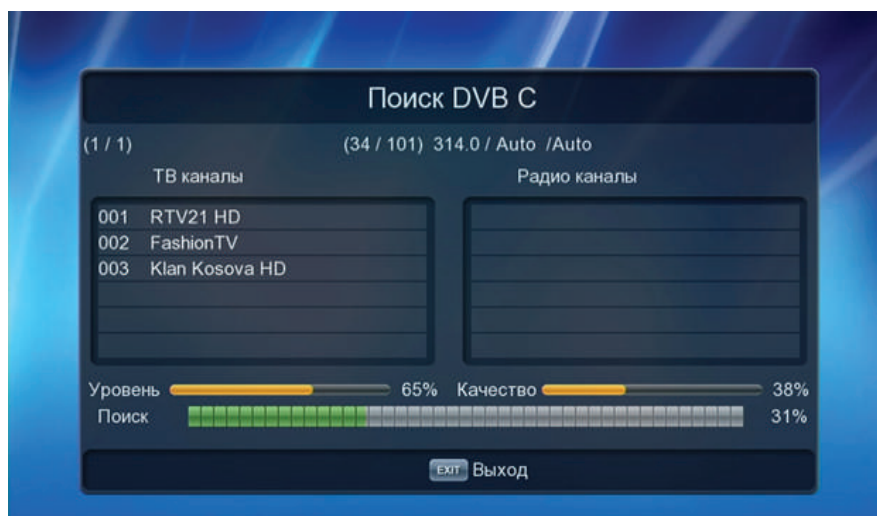 Поиск DVB C
(1 / 1) (34 / 101) 314.0 / Auto /Auto
ТВ каналы Радио каналы
001 RTV21 HD
002 FashionTV
003 Klan Kosova HD
Уровень 65% Качество 38%
Поиск 31%
EXIT Выход